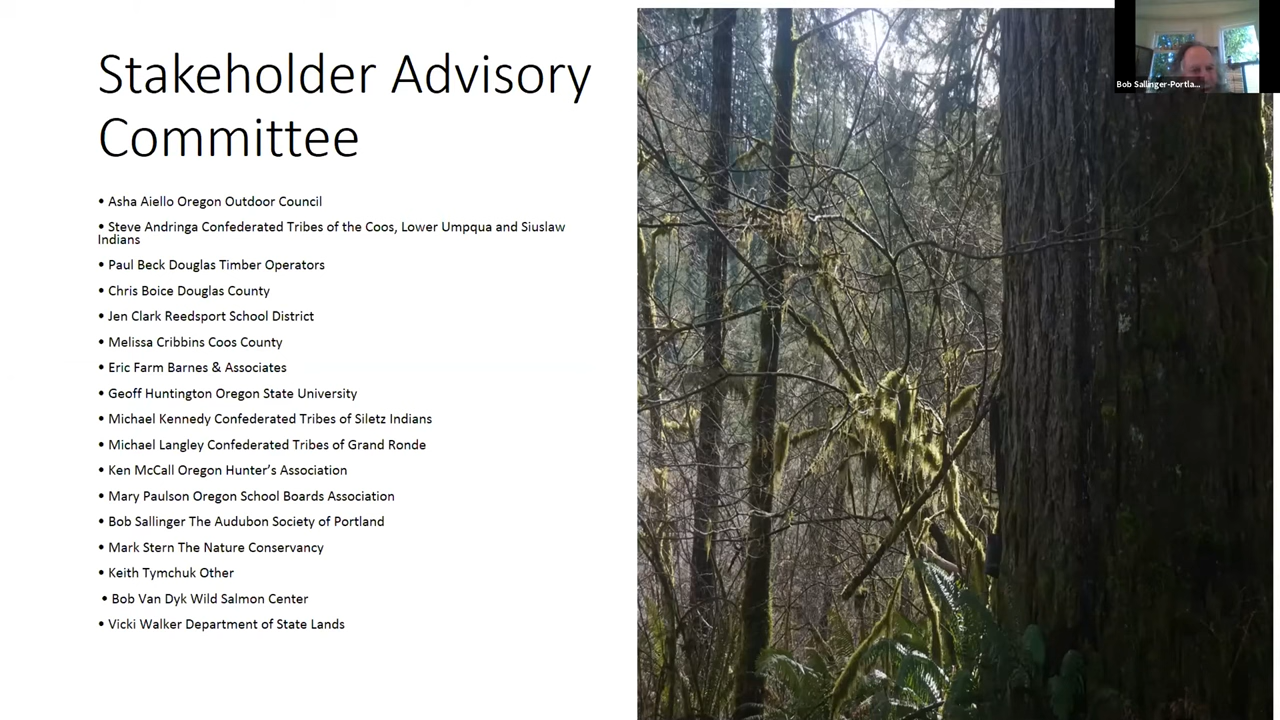 Stakeholder Advisory
Committee
• Asha Aiello Oregon Outdoor Council
• Steve Andringa Confederated Tribes of the Coos, Lower Umpqua and Siuslaw
Indians
• Paul Beck Douglas Timber Operators
• Chris Boice Douglas County
• Jen Clark Reedsport School District
• Melissa Cribbins Coos County
• Eric Farm Barnes & Associates
• Geoff Huntington Oregon State University
• Michael Kennedy Confederated Tribes of Siletz Indians
• Michael Langley Confederated Tribes of Grand Ronde
• Ken McCall Oregon Hunter’s Association
• Mary Paulson Oregon School Boards Association
• Bob Sallinger The Audubon Society of Portland
• Mark Stern The Nature Conservancy
• Keith Tymchuk Other
• Bob Van Dyk Wild Salmon Center
• Vicki Walker Department of State Lands
Bob Sallinger-Portla...